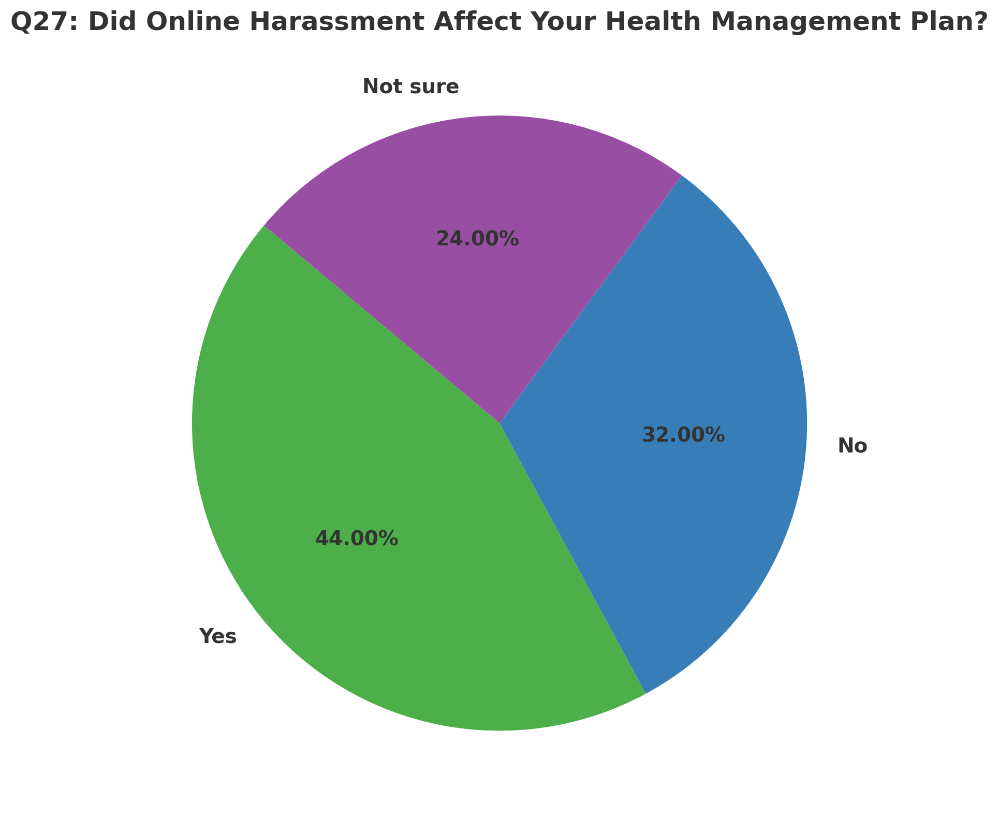 Q27: Did Online Harassment Affect Your Health Management Plan?
Not sure
24.00%
32.00%
No
44.00%
Yes